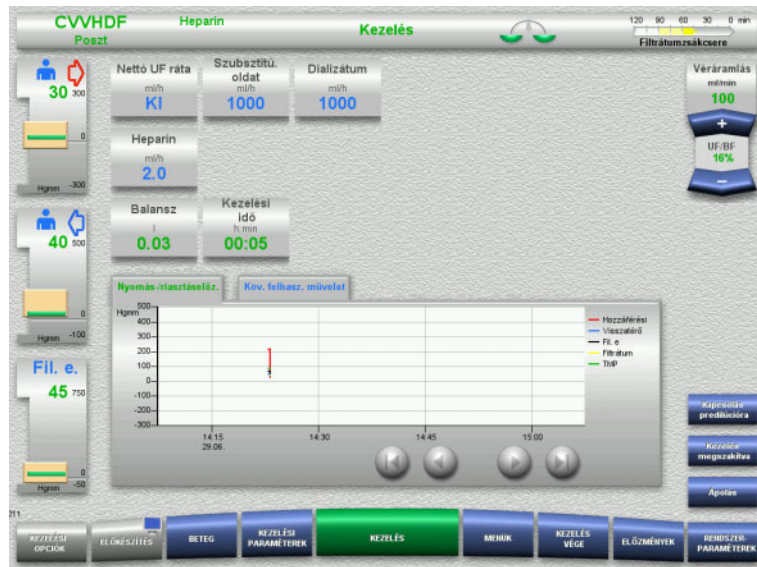 CVVHDF
Heparin
Poszt
Kezelés
120 90 60 30 0 min
Filtrátumzsákcsere
30
300
0
-300
Hgmm
Nettó UF ráta
ml/h
KI
Szubsztitú.
oldat
ml/h
1000
Dializátum
ml/h
1000
Véráramlás
ml/min
100
+
UF/BF
16%
−
Heparin
ml/h
2.0
40
500
0
-100
Hgmm
Balansz
l
0.03
Kezelési
idő
h:min
00:05
Fil. e.
45
750
0
-50
Hgmm
Nyomás-/riasztáselőz.
Köv. felhasz. művelet
Hgmm
500
400
300
200
100
0
-100
-200
-300
14:15
29.06.
14:30
14:45
15:00
Hozzáférési
Visszatérő
Fil. e
Filtrátum
TMP
Kapcsolás
predilúcióra
Kezelés
megszakítva
Ápolás
211
KEZELÉSI
OPCIÓK
ELŐKÉSZÍTÉS
BETEG
KEZELÉSI
PARAMÉTEREK
KEZELÉS
MENÜK
KEZELÉS
VÉGE
ELŐZMÉNYEK
RENDSZER-
PARAMÉTEREK